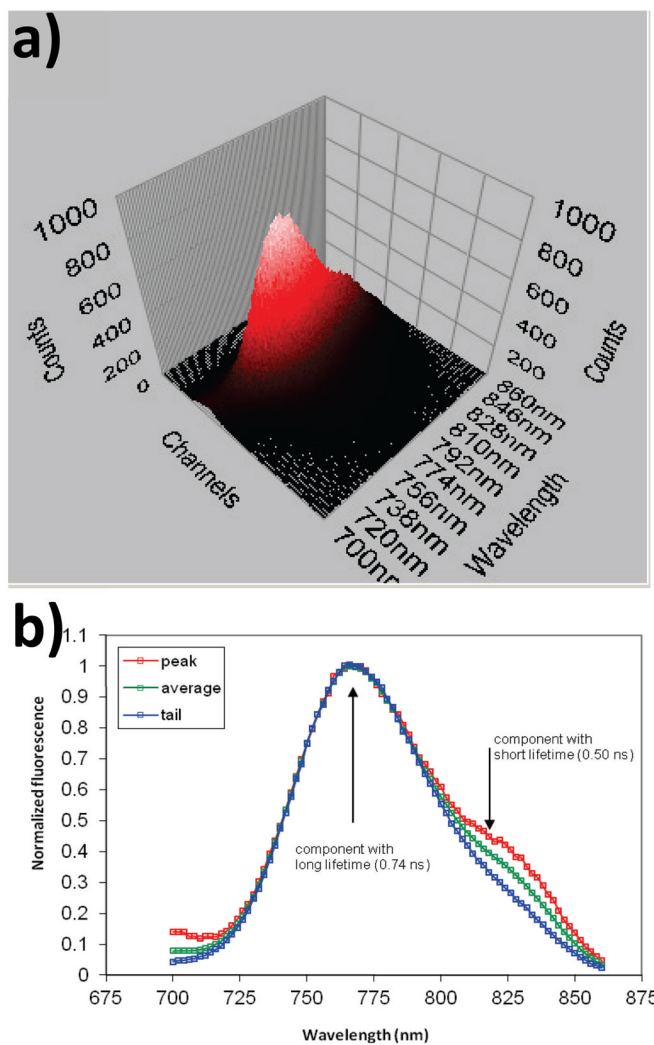 a)
1000
800
600
400
200
0
Counts
Channels
1000
800
600
400
200
Counts
860nm
846nm
828nm
810nm
792nm
774nm
756nm
738nm
720nm
700nm
Wavelength
b)
1.1
1
0.9
0.8
0.7
0.6
0.5
0.4
0.3
0.2
0.1
0
Normalized fluorescence
peak
average
tail
component with
short lifetime (0.50 ns)
component with
long lifetime (0.74 ns)
675 700 725 750 775 800 825 850 875
Wavelength (nm)